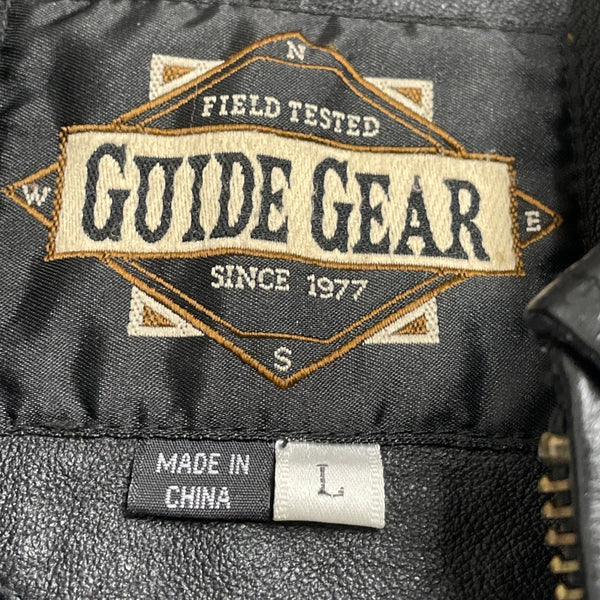 N
FIELD TESTED
W
GUIDE GEAR
E
SINCE 1977
S
MADE IN
CHINA
L